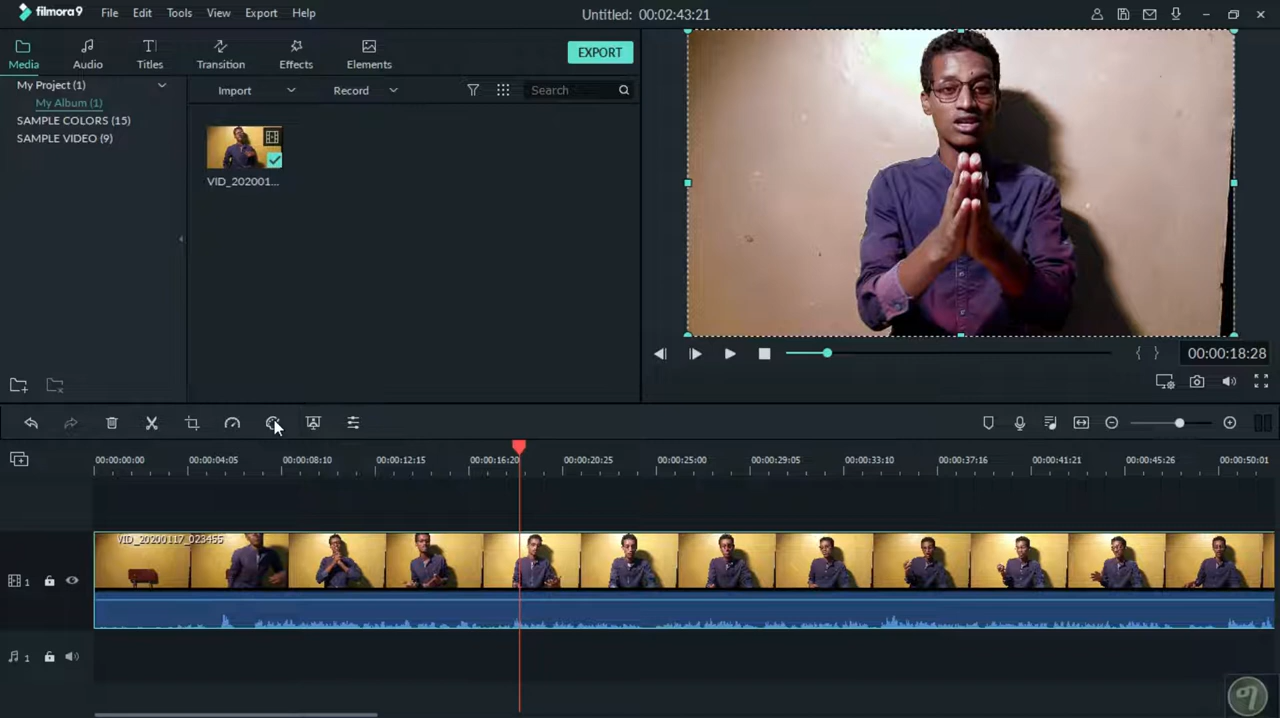 filmora9 File Edit Tools View Export Help Untitled: 00:02:43:21
Media Audio Titles Transition Effects Elements EXPORT
My Project (1)
My Album (1)
SAMPLE COLORS (15)
SAMPLE VIDEO (9)
Import Record Search
VID_202001...
00:00:18:28
00:00:00:00 00:00:04:05 00:00:08:10 00:00:12:15 00:00:16:20 00:00:20:25 00:00:25:00 00:00:29:05 00:00:33:10 00:00:37:16 00:00:41:21 00:00:45:26 00:00:50:01
VID_20200117_023455
1
1